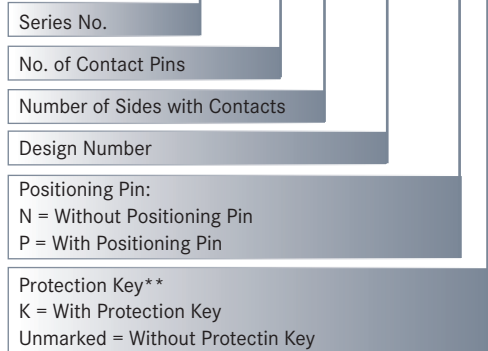 Series No.
No. of Contact Pins
Number of Sides with Contacts
Design Number
Positioning Pin:
N = Without Positioning Pin
P = With Positioning Pin
Protection Key**
K = With Protection Key
Unmarked = Without Protectin Key